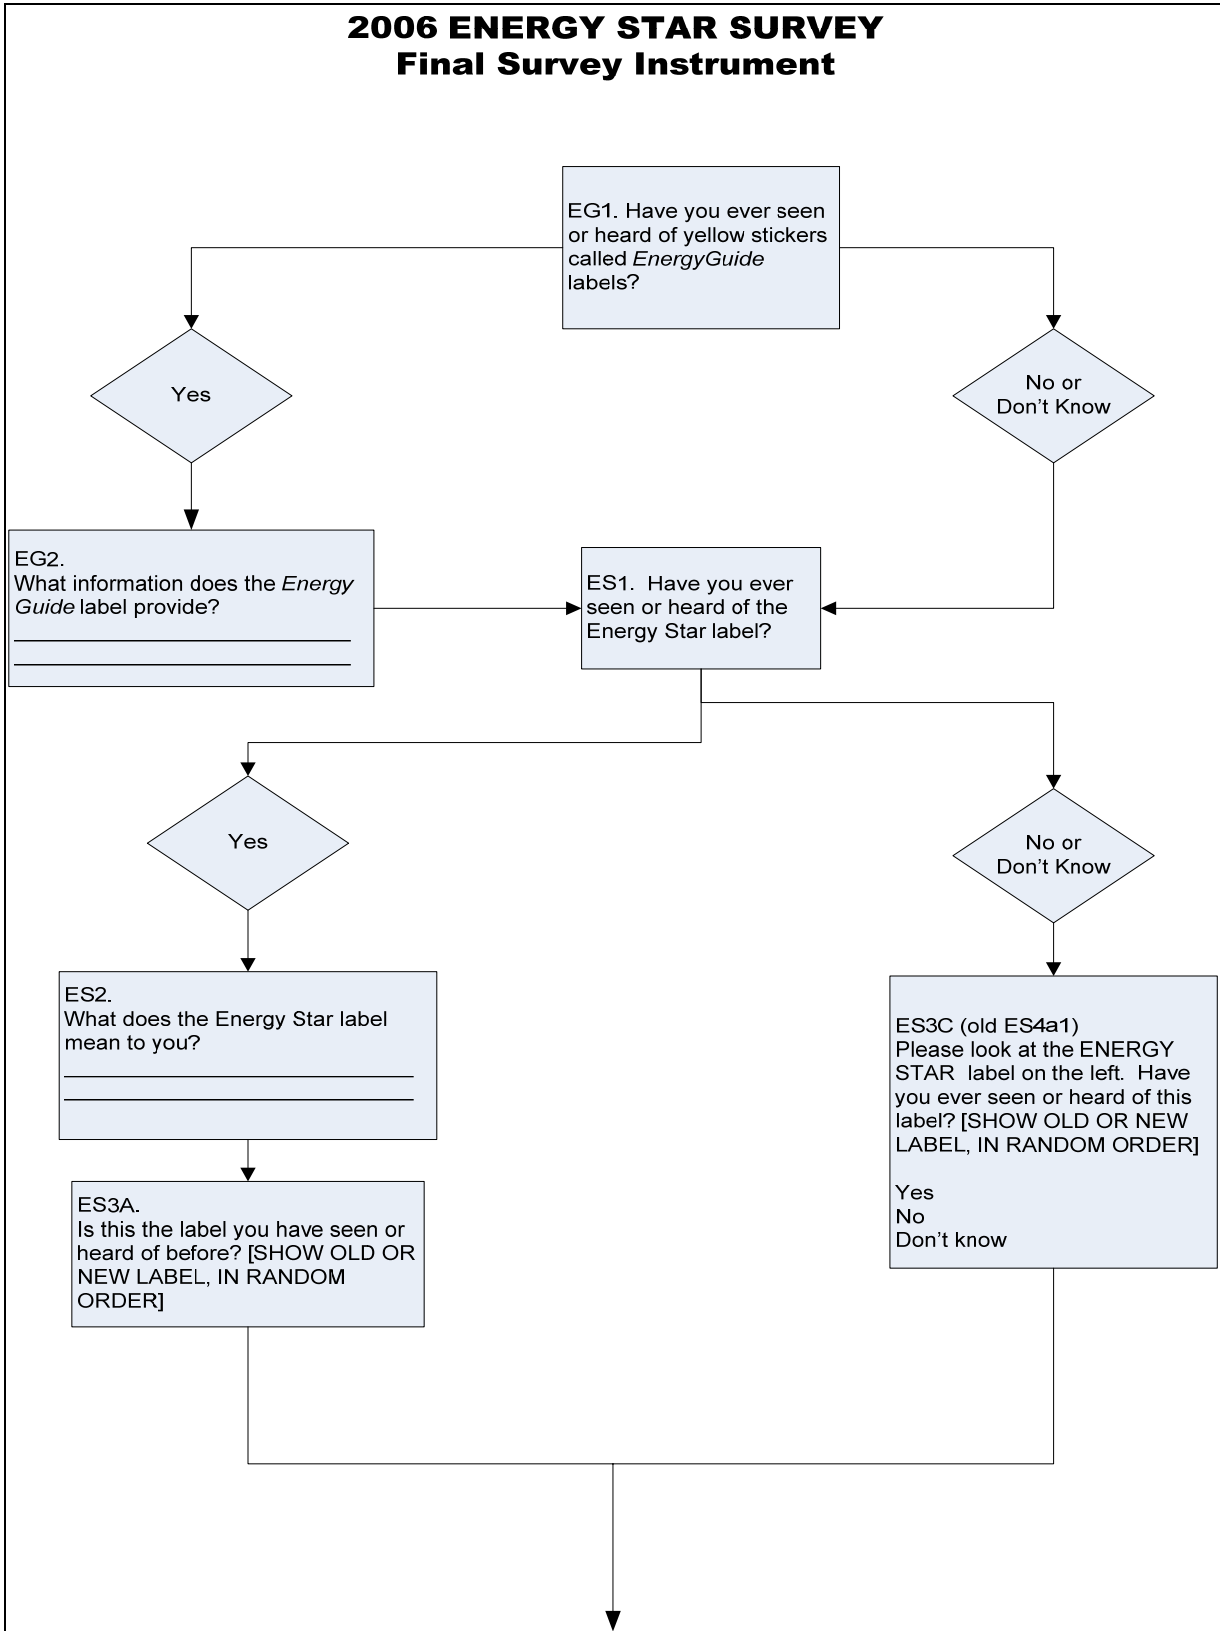 2006 ENERGY STAR SURVEY
Final Survey Instrument
EG1. Have you ever seen
or heard of yellow stickers
called EnergyGuide
labels?
Yes
No or
Don't Know
EG2.
What information does the Energy
Guide label provide?
ES1. Have you ever
seen or heard of the
Energy Star label?
Yes
No or
Don't Know
ES2.
What does the Energy Star label
mean to you?
ES3A.
Is this the label you have seen or
heard of before? [SHOW OLD OR
NEW LABEL, IN RANDOM
ORDER]
ES3C (old ES4a1)
Please look at the ENERGY
STAR label on the left. Have
you ever seen or heard of this
label? [SHOW OLD OR NEW
LABEL, IN RANDOM ORDER]
Yes
No
Don't know